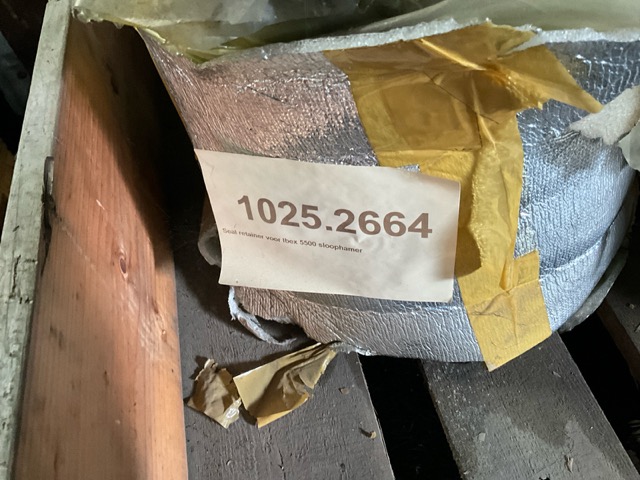 1025.2664
Seal retainer voor Ibex 5500 sloophamer